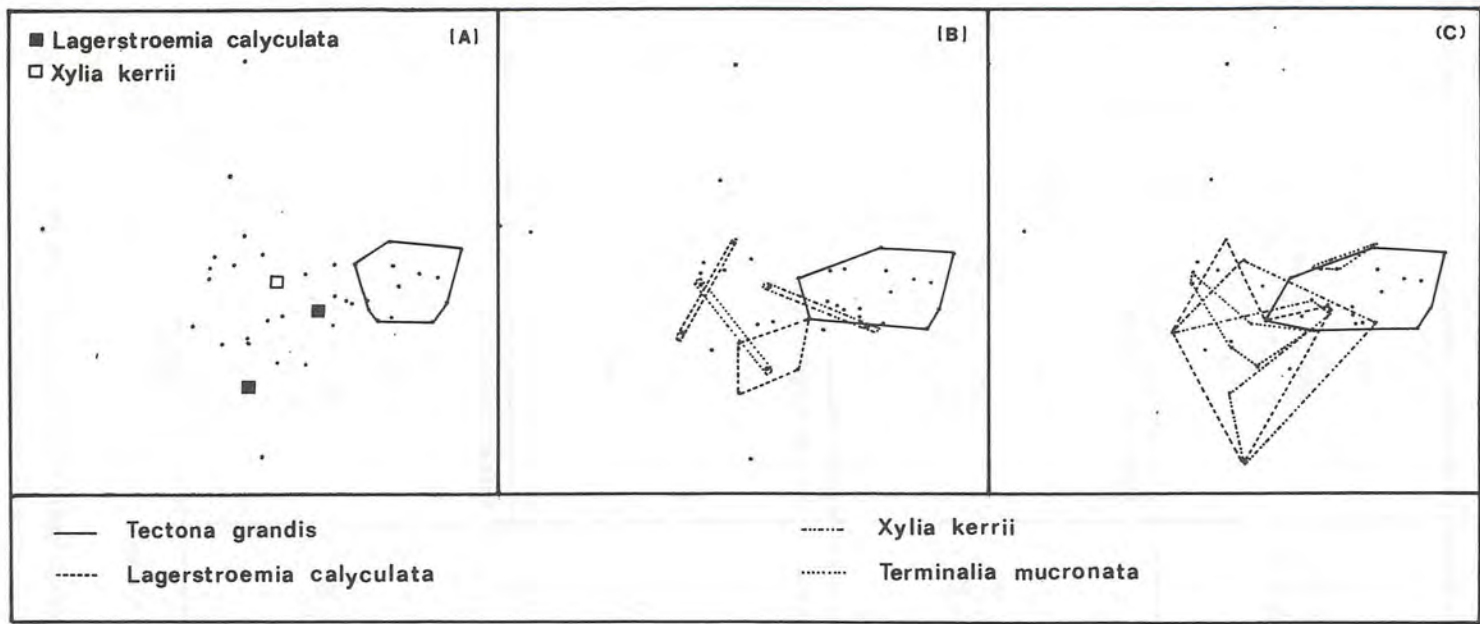 Lagerstroemia calyculata
Xylia kerrii
(A)
(B)
(C)
Tectona grandis
Lagerstroemia calyculata
Xylia kerrii
Terminalia mucronata